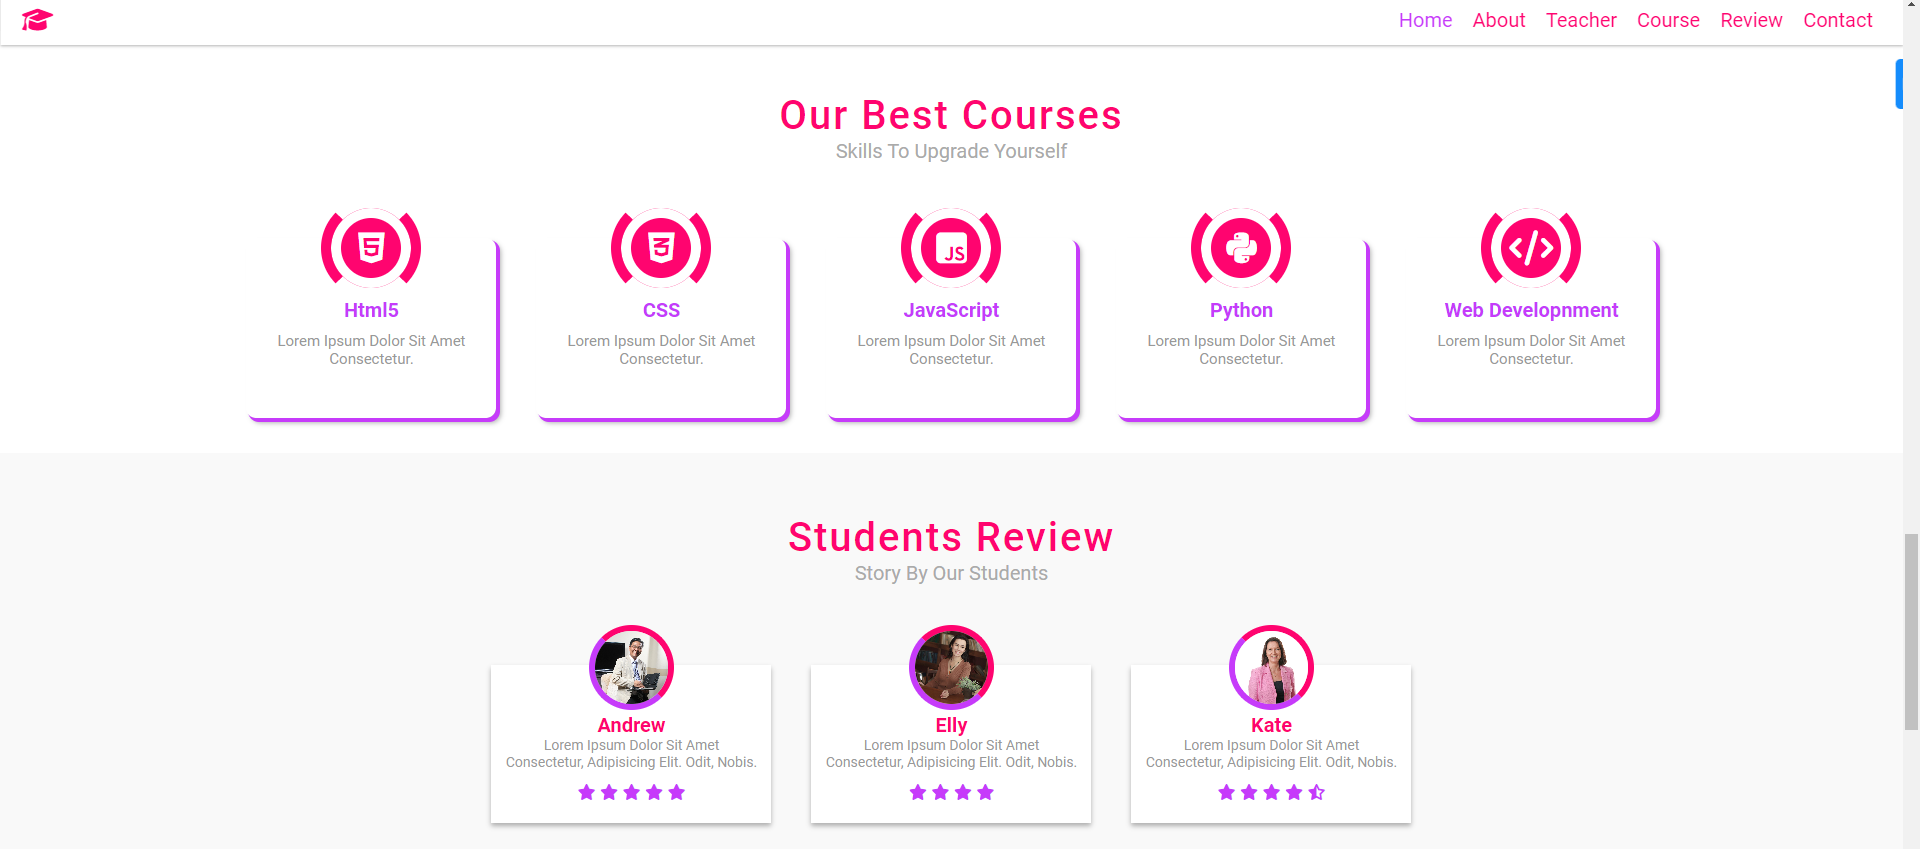 Home About Teacher Course Review Contact
Our Best Courses
Skills To Upgrade Yourself
Html5
Lorem Ipsum Dolor Sit Amet
Consectetur.
CSS
Lorem Ipsum Dolor Sit Amet
Consectetur.
JS
JavaScript
Lorem Ipsum Dolor Sit Amet
Consectetur.
Python
Lorem Ipsum Dolor Sit Amet
Consectetur.
Web Developnment
Lorem Ipsum Dolor Sit Amet
Consectetur.
Students Review
Story By Our Students
Andrew
Lorem Ipsum Dolor Sit Amet
Consectetur, Adipisicing Elit. Odit, Nobis.
Elly
Lorem Ipsum Dolor Sit Amet
Consectetur, Adipisicing Elit. Odit, Nobis.
Kate
Lorem Ipsum Dolor Sit Amet
Consectetur, Adipisicing Elit. Odit, Nobis.